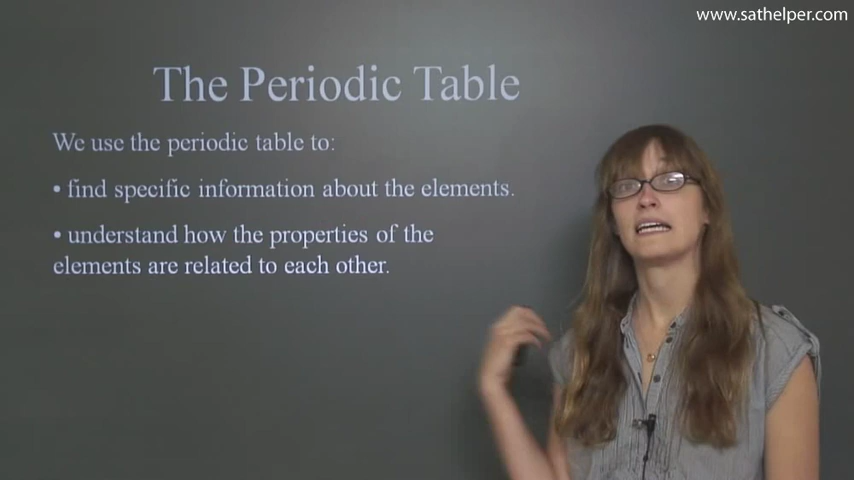 www.sathelper.com
The Periodic Table
We use the periodic table to:
• find specific information about the elements.
• understand how the properties of the
elements are related to each other.